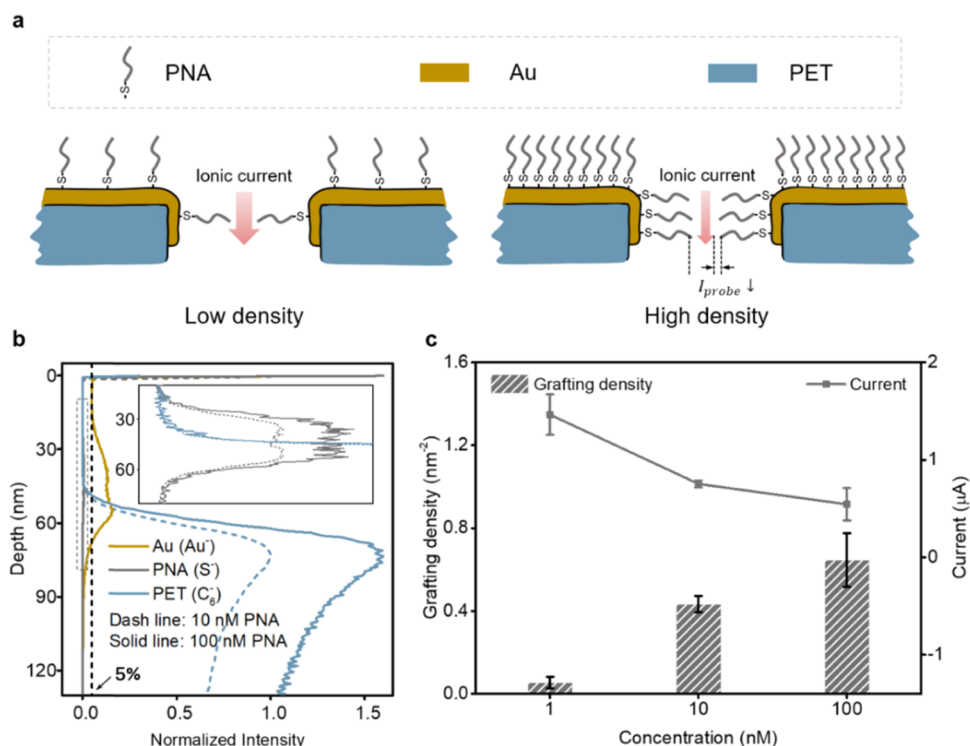 a
PNA
Au
PET
-S-
Ionic current
Ionic current
I_probe ↓
Low density
High density
b
c
0
30
60
90
120
Depth (nm)
30
60
Au (Au⁻)
PNA (S⁻)
PET (C₆⁻)
Dash line: 10 nM PNA
Solid line: 100 nM PNA
5%
0.0 0.5 1.0 1.5
Normalized Intensity
Grafting density
Current
1.6
1.2
0.8
0.4
0.0
Grafting density (nm⁻²)
2
1
0
-1
Current (μA)
1 10 100
Concentration (nM)